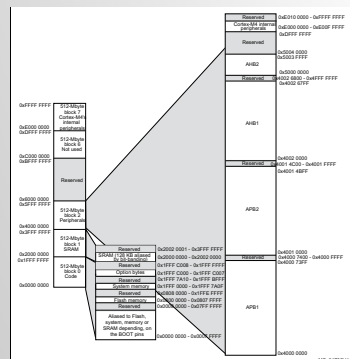 Reserved 0xE010 0000 - 0xFFFF FFFF
Cortex-M4 internal
peripherals
0xE000 0000 - 0xE00F FFFF
0xDFFF FFFF
Reserved
0x5004 0000
0x5003 FFFF
AHB2
0x5000 0000
Reserved 0x4002 6800 - 0x4FFF FFFF
0x4002 67FF
AHB1
0x4002 0000
Reserved 0x4001 4C00 - 0x4001 FFFF
0x4001 4BFF
APB2
0x4001 0000
Reserved 0x4000 7400 - 0x4000 FFFF
0x4000 73FF
APB1
0x4000 0000
0xFFFF FFFF
512-Mbyte
block 7
Cortex-M4's
internal
peripherals
0xE000 0000
0xDFFF FFFF
512-Mbyte
block 6
Not used
0xC000 0000
0xBFFF FFFF
Reserved
0x6000 0000
0x5FFF FFFF
512-Mbyte
block 2
Peripherals
0x4000 0000
0x3FFF FFFF
512-Mbyte
block 1
SRAM
0x2000 0000
0x1FFF FFFF
512-Mbyte
block 0
Code
0x0000 0000
Reserved 0x2002 0001 - 0x3FFF FFFF
SRAM (128 KB aliased
by bit-banding)
0x2000 0000 - 0x2002 0000
Reserved 0x1FFF C008 - 0x1FFF FFFF
Option bytes 0x1FFF C000 - 0x1FFF C007
Reserved 0x1FFF 7A10 - 0x1FFF BFFF
System memory 0x1FFF 0000 - 0x1FFF 7A0F
Reserved 0x0808 0000 - 0x1FFE FFFF
Flash memory 0x0800 0000 - 0x0807 FFFF
Reserved 0x0008 0000 - 0x07FF FFFF
Aliased to Flash,
system, memory or
SRAM depending, on
the BOOT pins
0x0000 0000 - 0x0007 FFFF